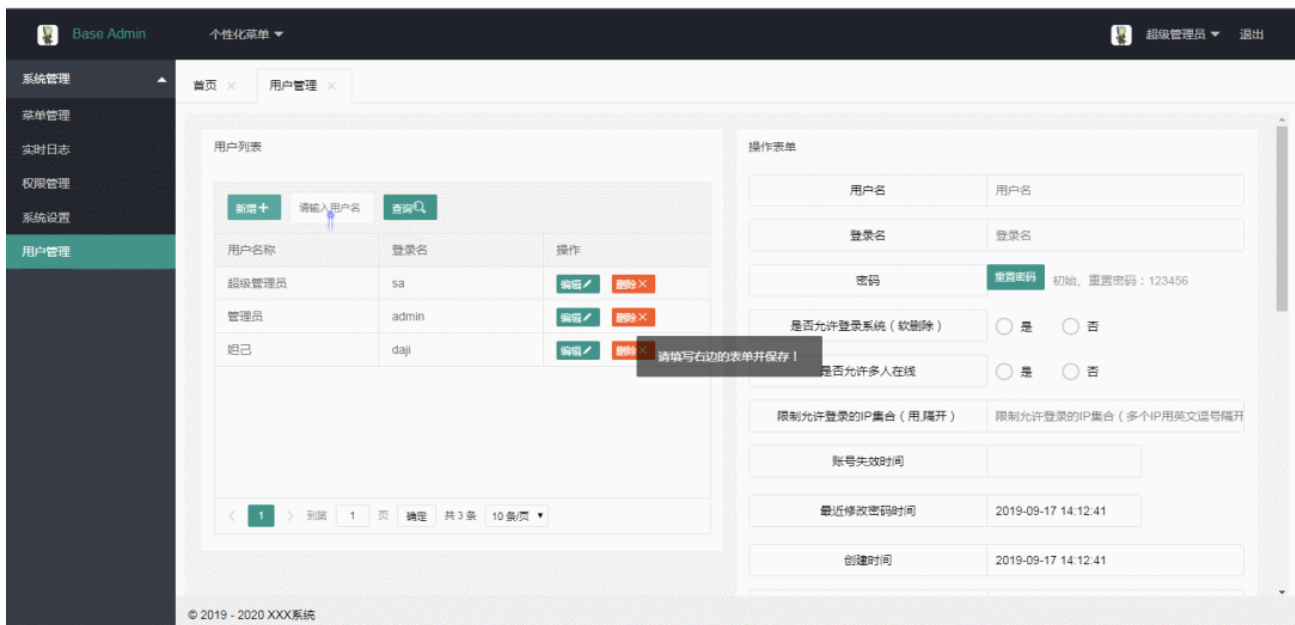 Base Admin 个性化菜单 超级管理员 退出
系统管理
菜单管理
实时日志
权限管理
系统设置
用户管理
首页 用户管理
用户列表
新增 请输入用户名 查询
用户名称 登录名 操作
超级管理员 sa 编辑 删除
管理员 admin 编辑 删除
妲己 daji 编辑 删除
请填写右边的表单并保存！
1 到第 1 页 确定 共 3 条 10 条/页
操作表单
用户名 用户名
登录名 登录名
密码 重置密码 初始、重置密码：123456
是否允许登录系统（软删除） 是 否
是否允许多人在线 是 否
限制允许登录的IP集合（用,隔开） 限制允许登录的IP集合（多个IP用英文逗号隔开
账号失效时间
最近修改密码时间 2019-09-17 14:12:41
创建时间 2019-09-17 14:12:41
© 2019 - 2020 XXX系统